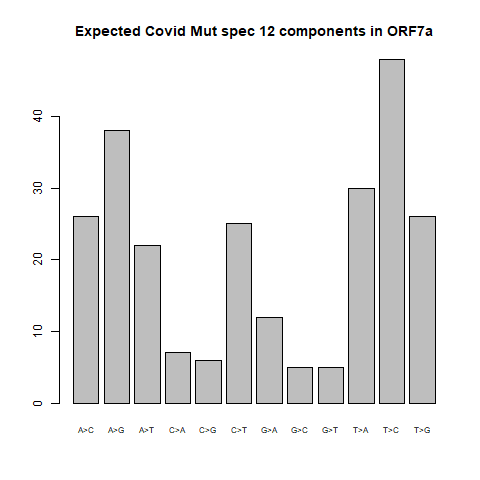 Expected Covid Mut spec 12 components in ORF7a
40
30
20
10
0
A>C A>G A>T C>A C>G C>T G>A G>C G>T T>A T>C T>G